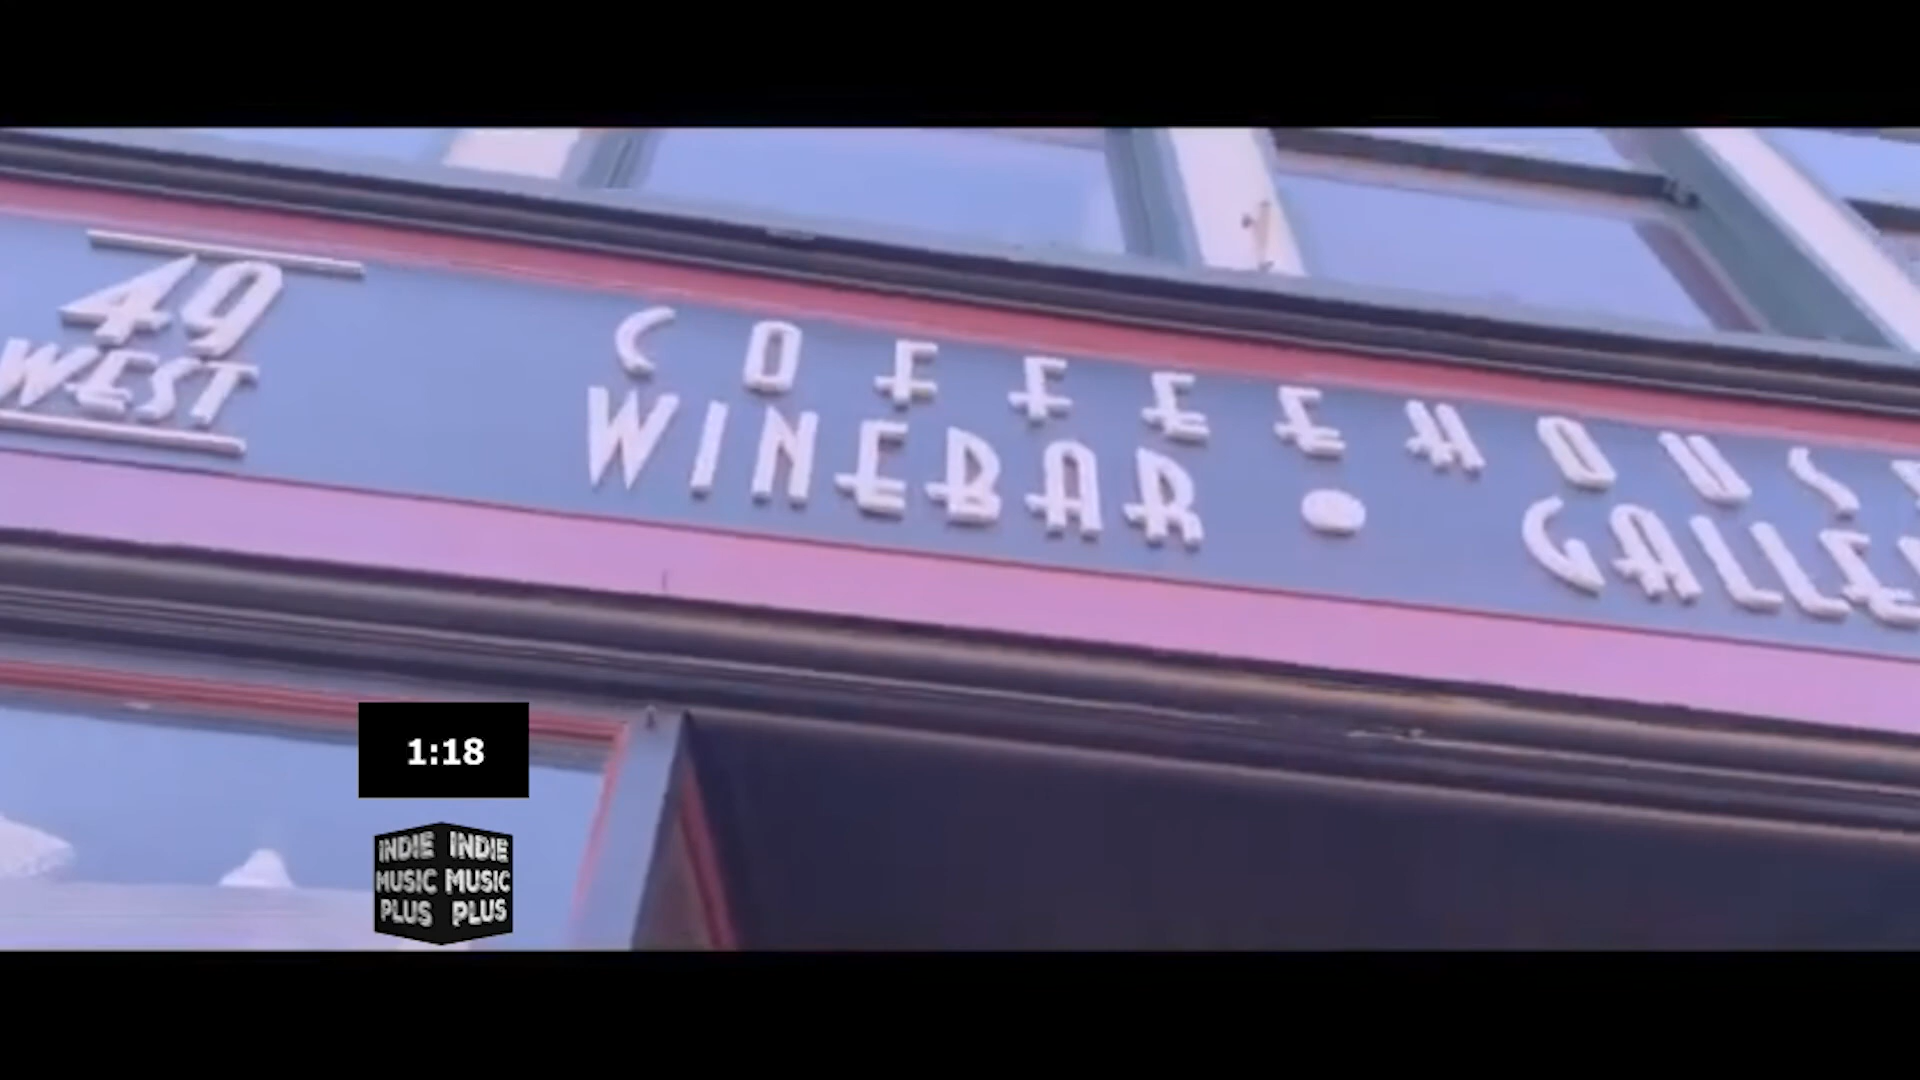 49
WEST
COFFEEHOUS
WINEBAR • GALLE
1:18
INDIE INDIE
MUSIC MUSIC
PLUS PLUS